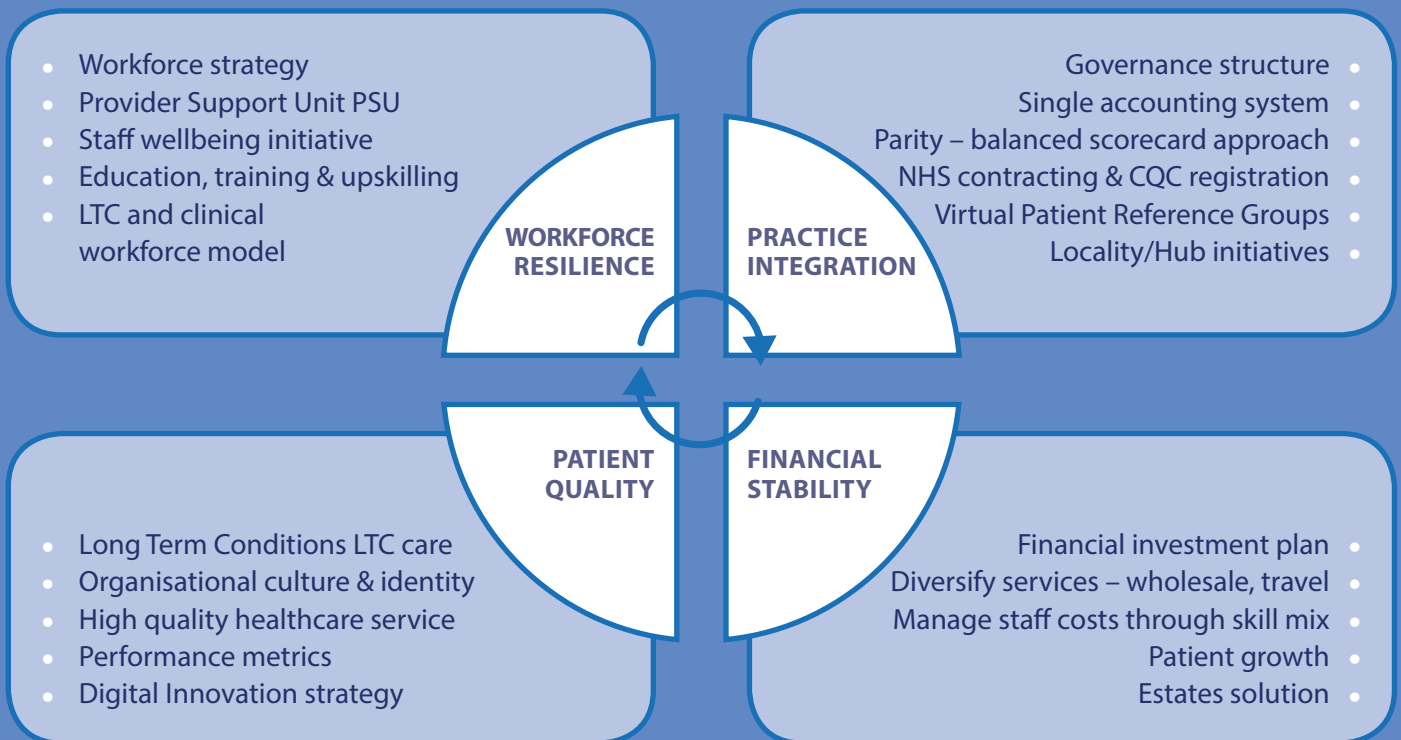 Workforce strategy
Provider Support Unit PSU
Staff wellbeing initiative
Education, training & upskilling
LTC and clinical
workforce model
Governance structure
Single accounting system
Parity – balanced scorecard approach
NHS contracting & CQC registration
Virtual Patient Reference Groups
Locality/Hub initiatives
WORKFORCE
RESILIENCE
PRACTICE
INTEGRATION
PATIENT
QUALITY
FINANCIAL
STABILITY
Long Term Conditions LTC care
Organisational culture & identity
High quality healthcare service
Performance metrics
Digital Innovation strategy
Financial investment plan
Diversify services – wholesale, travel
Manage staff costs through skill mix
Patient growth
Estates solution